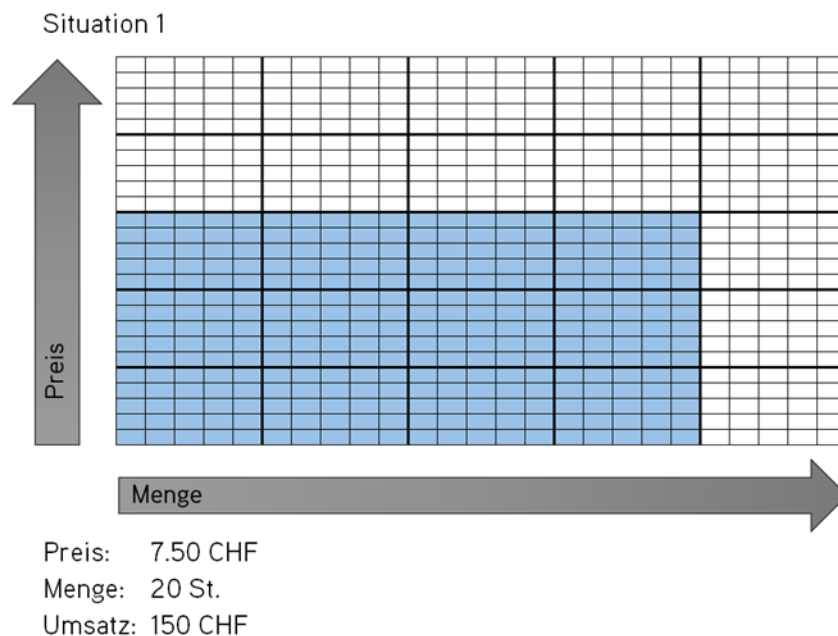 Situation 1
Preis
Menge
Preis: 7.50 CHF
Menge: 20 St.
Umsatz: 150 CHF